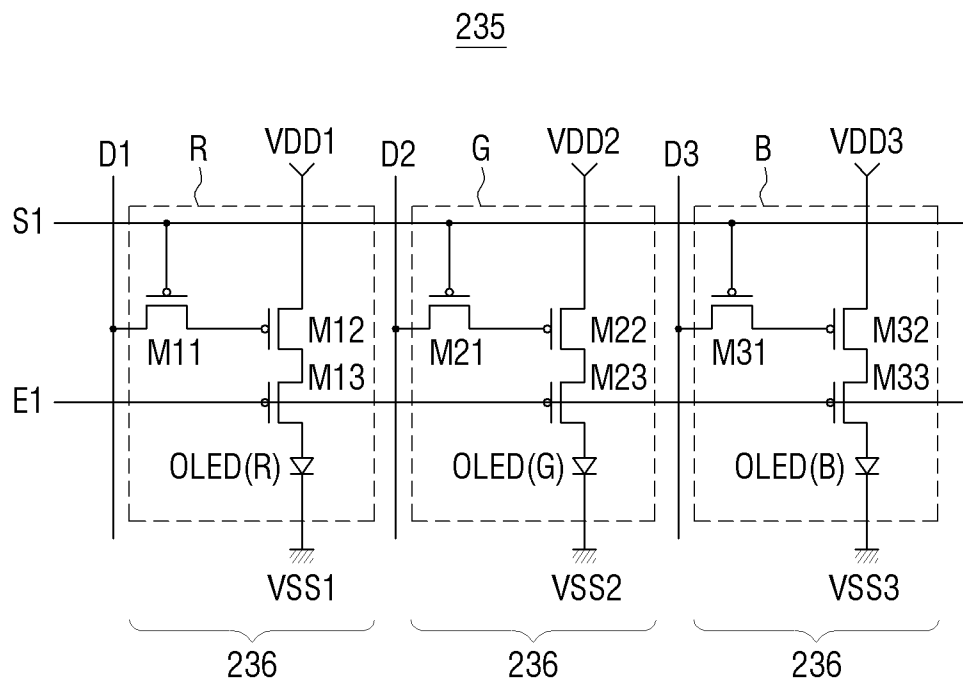 235
D1 R VDD1 D2 G VDD2 D3 B VDD3
S1
M11 M12 M21 M22 M31 M32
M13 M23 M33
E1
OLED(R) OLED(G) OLED(B)
VSS1 VSS2 VSS3
236 236 236